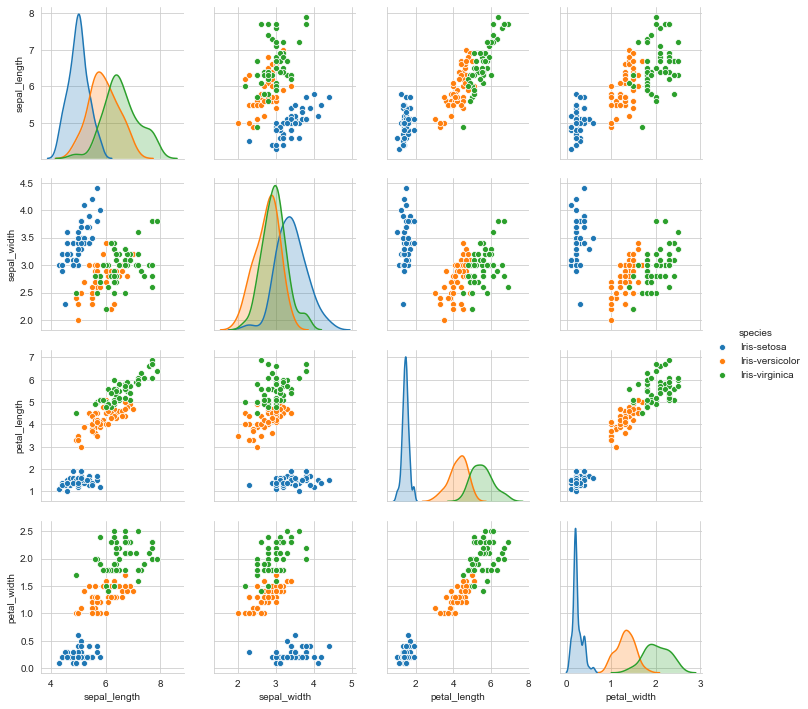 8
7
6
5
sepal_length
4.5
4.0
3.5
3.0
2.5
2.0
sepal_width
species
Iris-setosa
Iris-versicolor
Iris-virginica
7
6
5
4
3
2
1
petal_length
2.5
2.0
1.5
1.0
0.5
0.0
petal_width
4 6 8
sepal_length
2 3 4 5
sepal_width
2 4 6 8
petal_length
0 1 2 3
petal_width